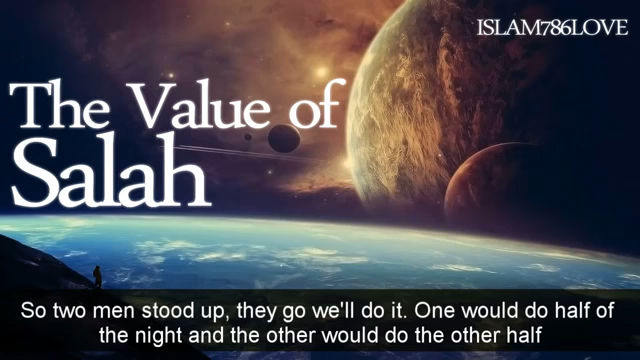 ISLAM786LOVE
The Value of
Salah
So two men stood up, they go we'll do it. One would do half of
the night and the other would do the other half